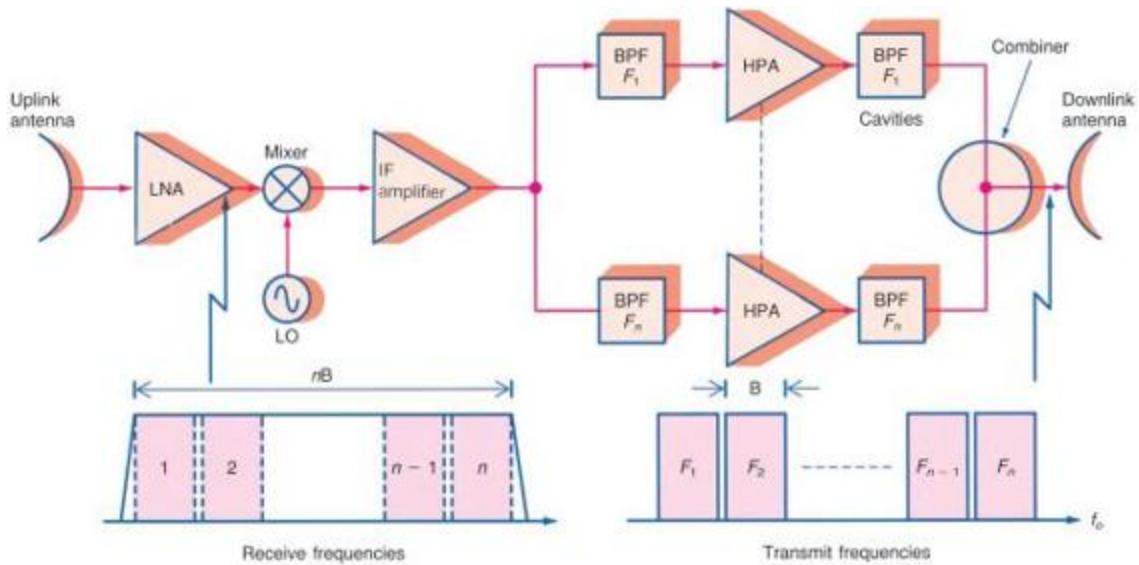 Uplink
antenna
LNA
Mixer
LO
IF
amplifier
BPF
F₁
HPA
BPF
F₁
Cavities
Combiner
Downlink
antenna
BPF
Fₙ
HPA
BPF
Fₙ
nB
1
2
n − 1
n
Receive frequencies
B
F₁
F₂
Fₙ₋₁
Fₙ
fₒ
Transmit frequencies